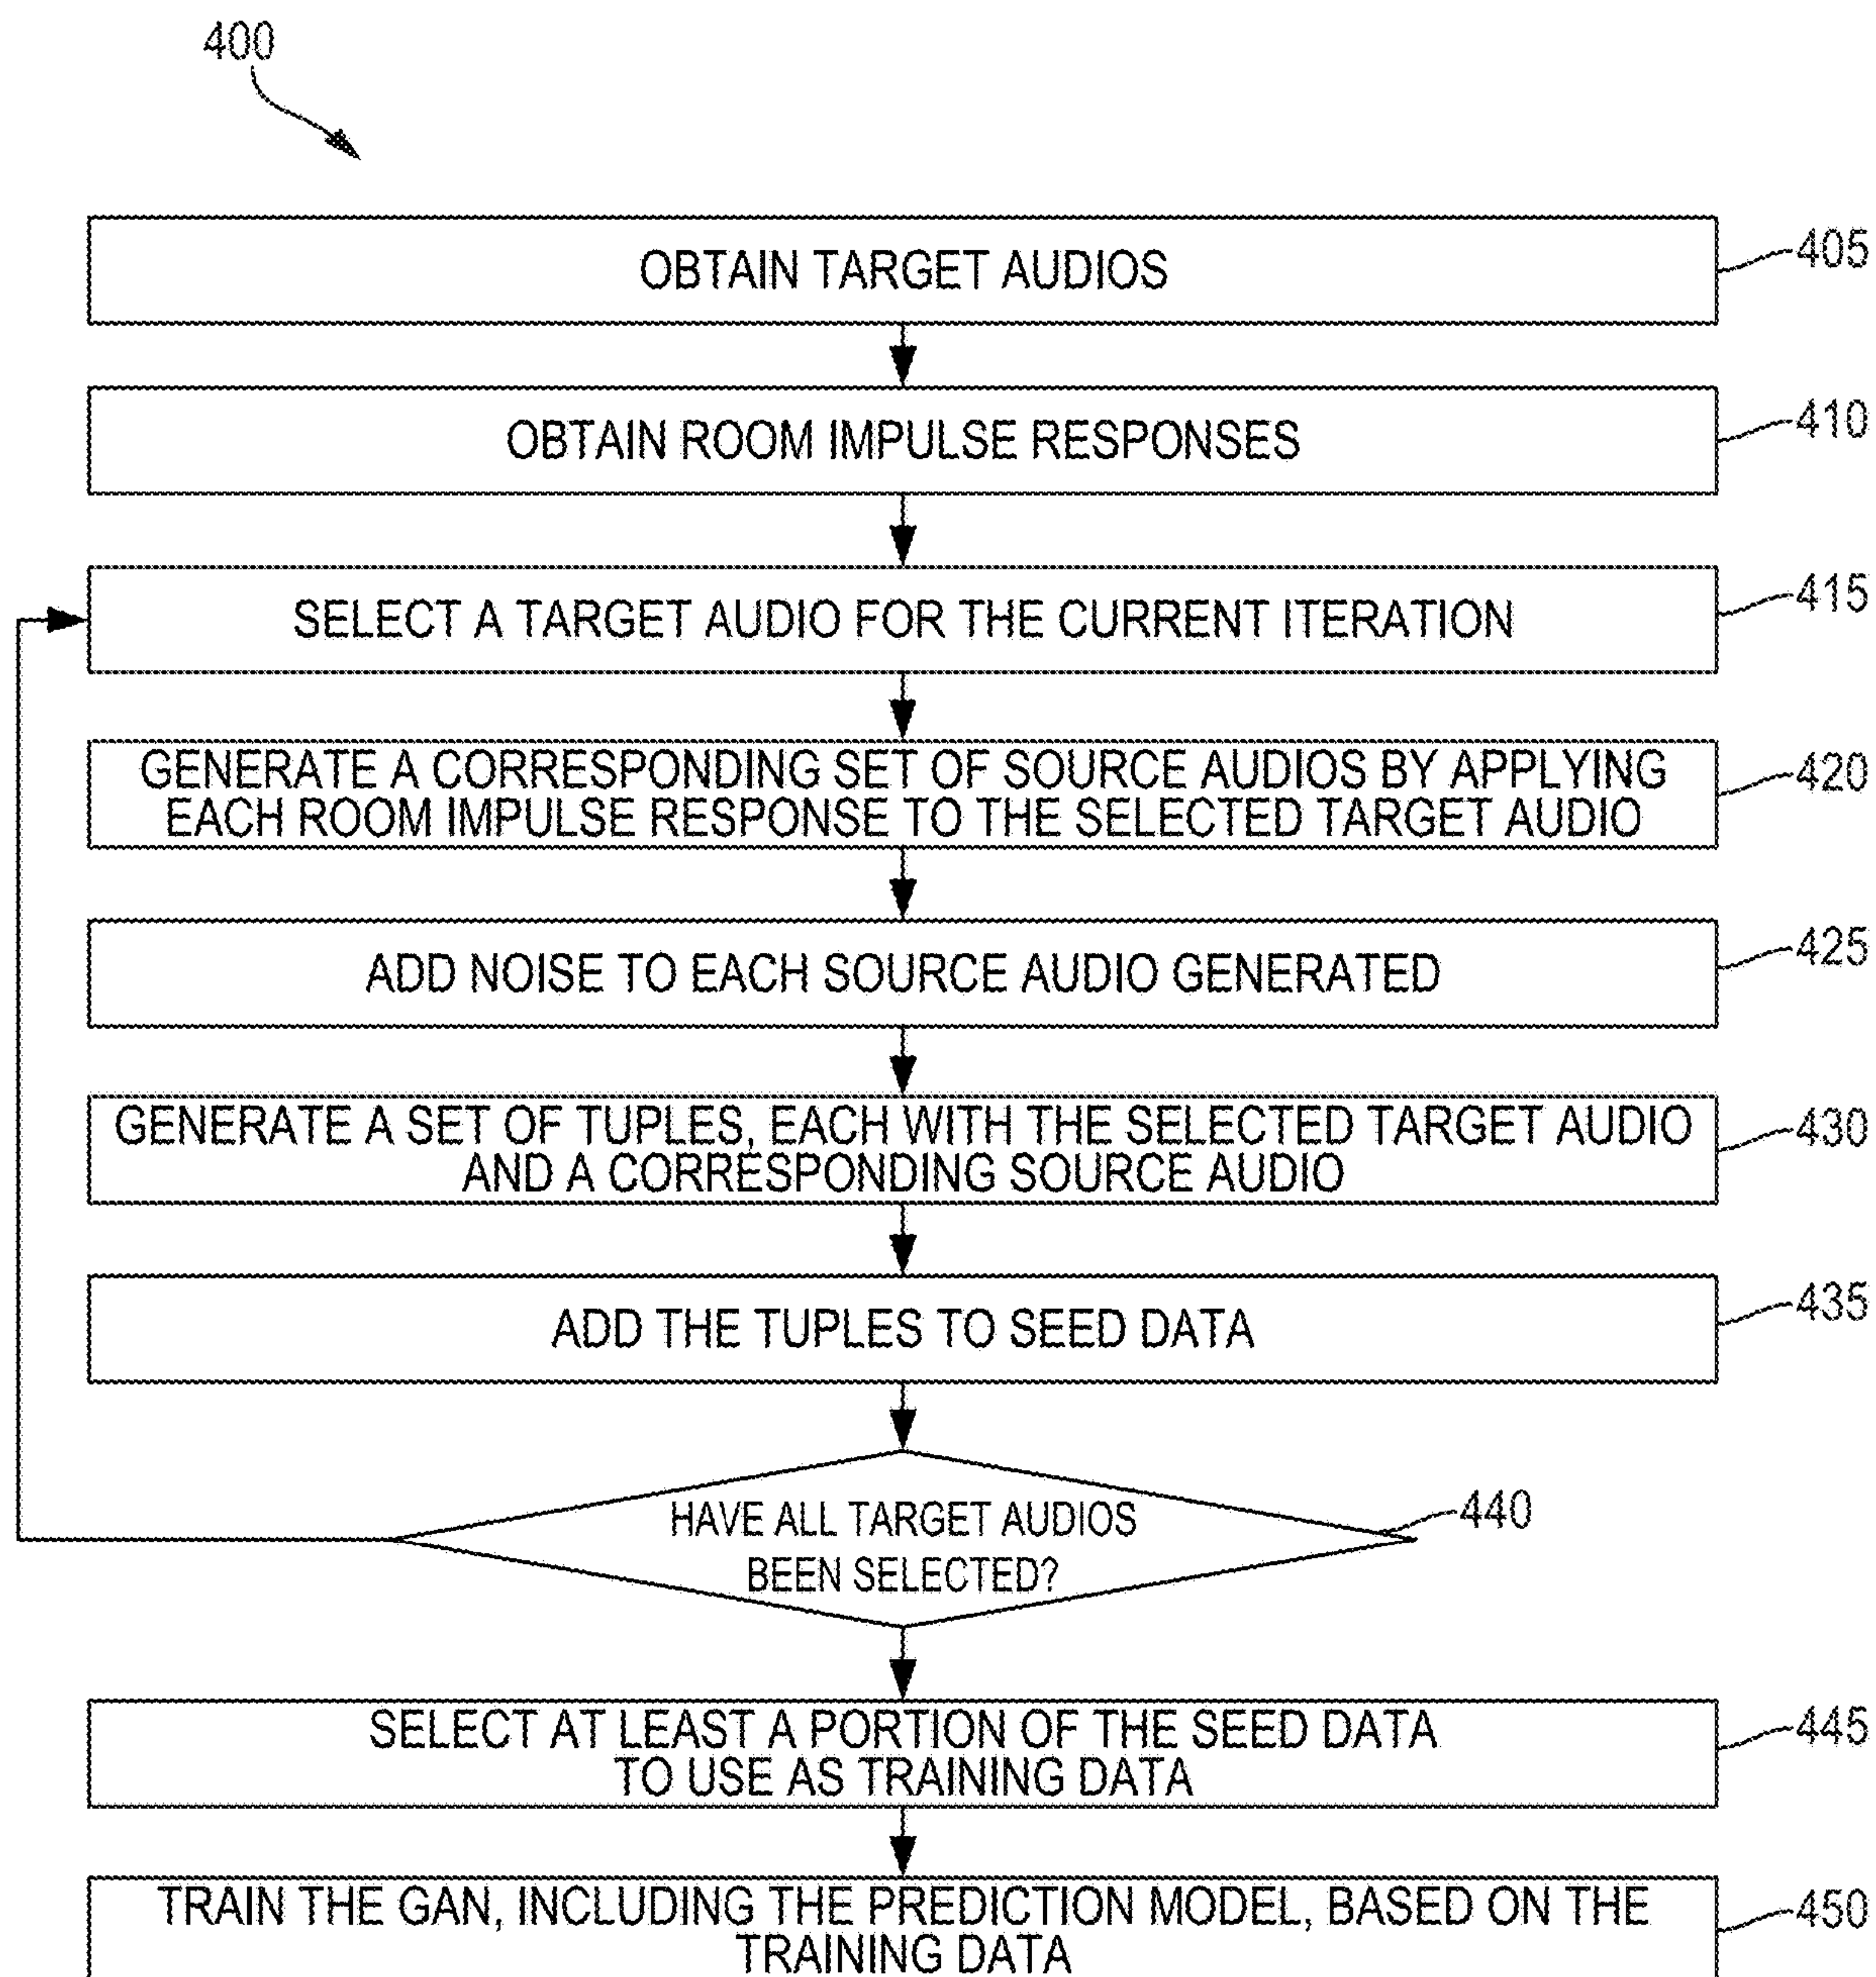 400
OBTAIN TARGET AUDIOS
405
OBTAIN ROOM IMPULSE RESPONSES
410
SELECT A TARGET AUDIO FOR THE CURRENT ITERATION
415
GENERATE A CORRESPONDING SET OF SOURCE AUDIOS BY APPLYING
EACH ROOM IMPULSE RESPONSE TO THE SELECTED TARGET AUDIO
420
ADD NOISE TO EACH SOURCE AUDIO GENERATED
425
GENERATE A SET OF TUPLES, EACH WITH THE SELECTED TARGET AUDIO
AND A CORRESPONDING SOURCE AUDIO
430
ADD THE TUPLES TO SEED DATA
435
HAVE ALL TARGET AUDIOS
BEEN SELECTED?
440
SELECT AT LEAST A PORTION OF THE SEED DATA
TO USE AS TRAINING DATA
445
TRAIN THE GAN, INCLUDING THE PREDICTION MODEL, BASED ON THE
TRAINING DATA
450